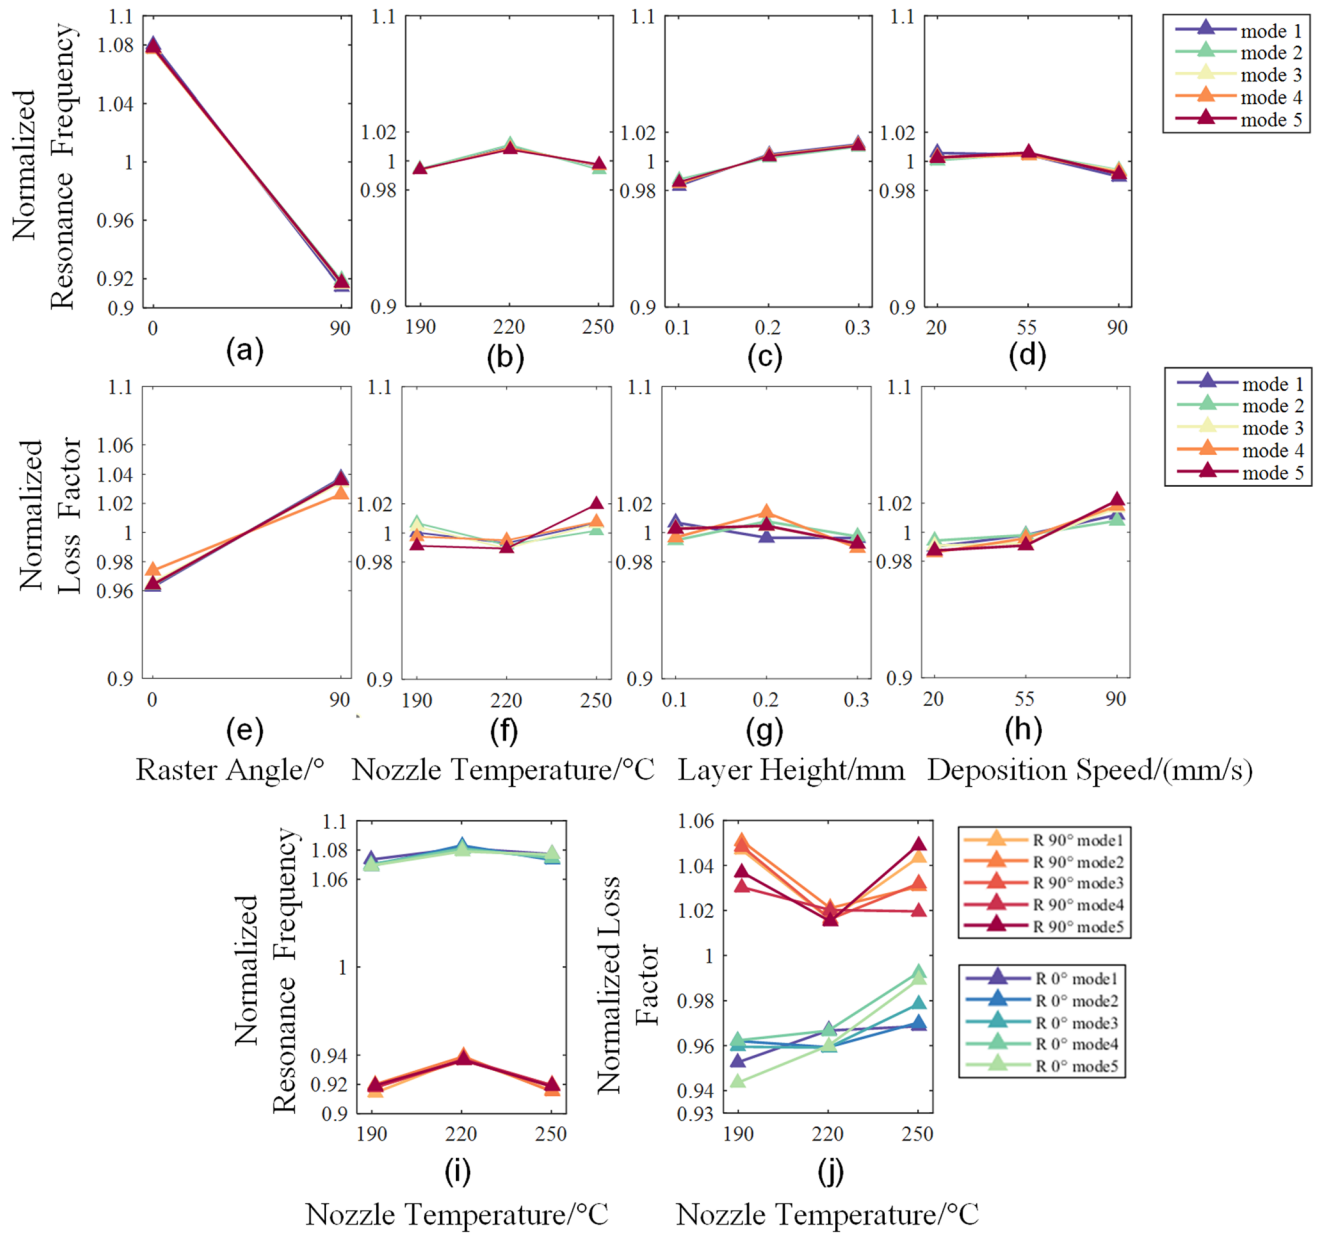 Normalized
Resonance Frequency
1.1
1.08
1.04
1
0.96
0.92
0.9
0
90
(a)
1.1
1.02
1
0.98
0.9
190
220
250
(b)
1.1
1.02
1
0.98
0.9
0.1
0.2
0.3
(c)
1.1
1.02
1
0.98
0.9
20
55
90
(d)
mode 1
mode 2
mode 3
mode 4
mode 5
Normalized
Loss Factor
1.1
1.06
1.04
1.02
1
0.98
0.96
0.9
0
90
(e)
1.1
1.02
1
0.98
0.9
190
220
250
(f)
1.1
1.02
1
0.98
0.9
0.1
0.2
0.3
(g)
1.1
1.02
1
0.98
0.9
20
55
90
(h)
mode 1
mode 2
mode 3
mode 4
mode 5
Raster Angle/°
Nozzle Temperature/°C
Layer Height/mm
Deposition Speed/(mm/s)
Normalized
Resonance Frequency
1.1
1.08
1.06
1
0.94
0.92
0.9
190
220
250
(i)
Nozzle Temperature/°C
Normalized Loss
Factor
1.06
1.04
1.02
1
0.98
0.96
0.94
0.93
190
220
250
(j)
Nozzle Temperature/°C
R 90° mode1
R 90° mode2
R 90° mode3
R 90° mode4
R 90° mode5
R 0° mode1
R 0° mode2
R 0° mode3
R 0° mode4
R 0° mode5